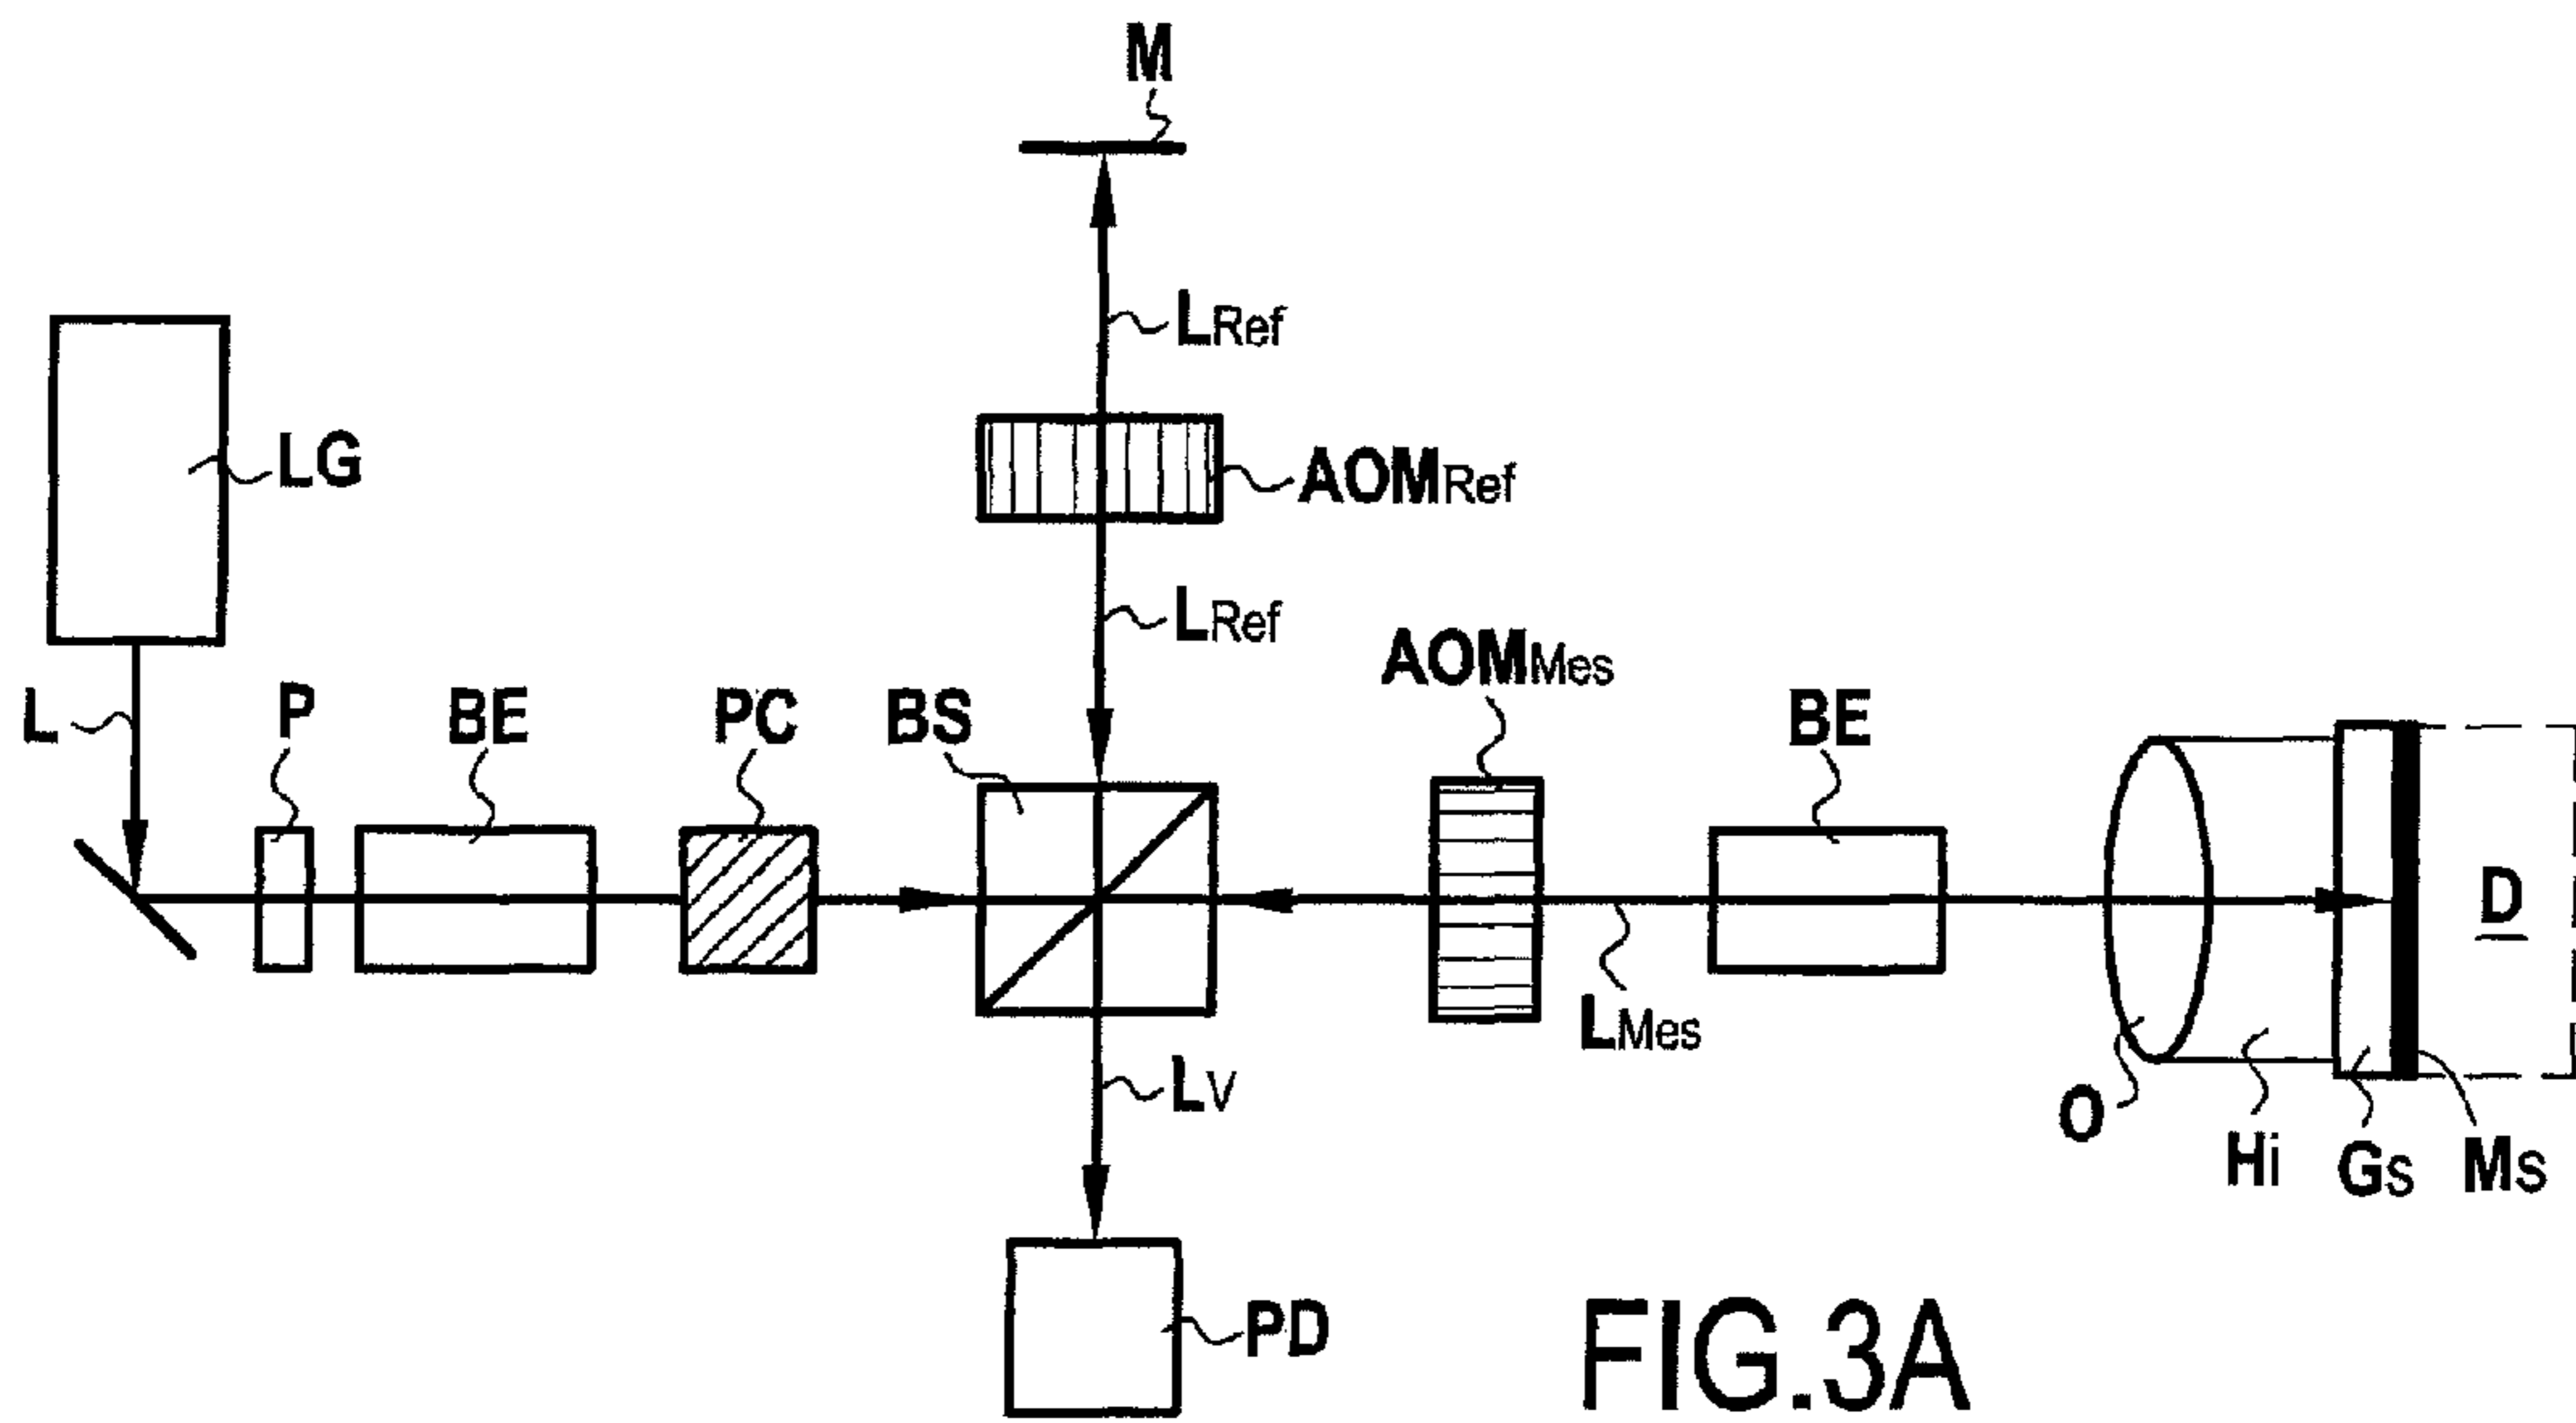 M
LRef
LG
AOMRef
LRef
AOMMes
L
P
BE
PC
BS
BE
D
LMes
LV
O
Hi
GS
MS
PD
FIG.3A